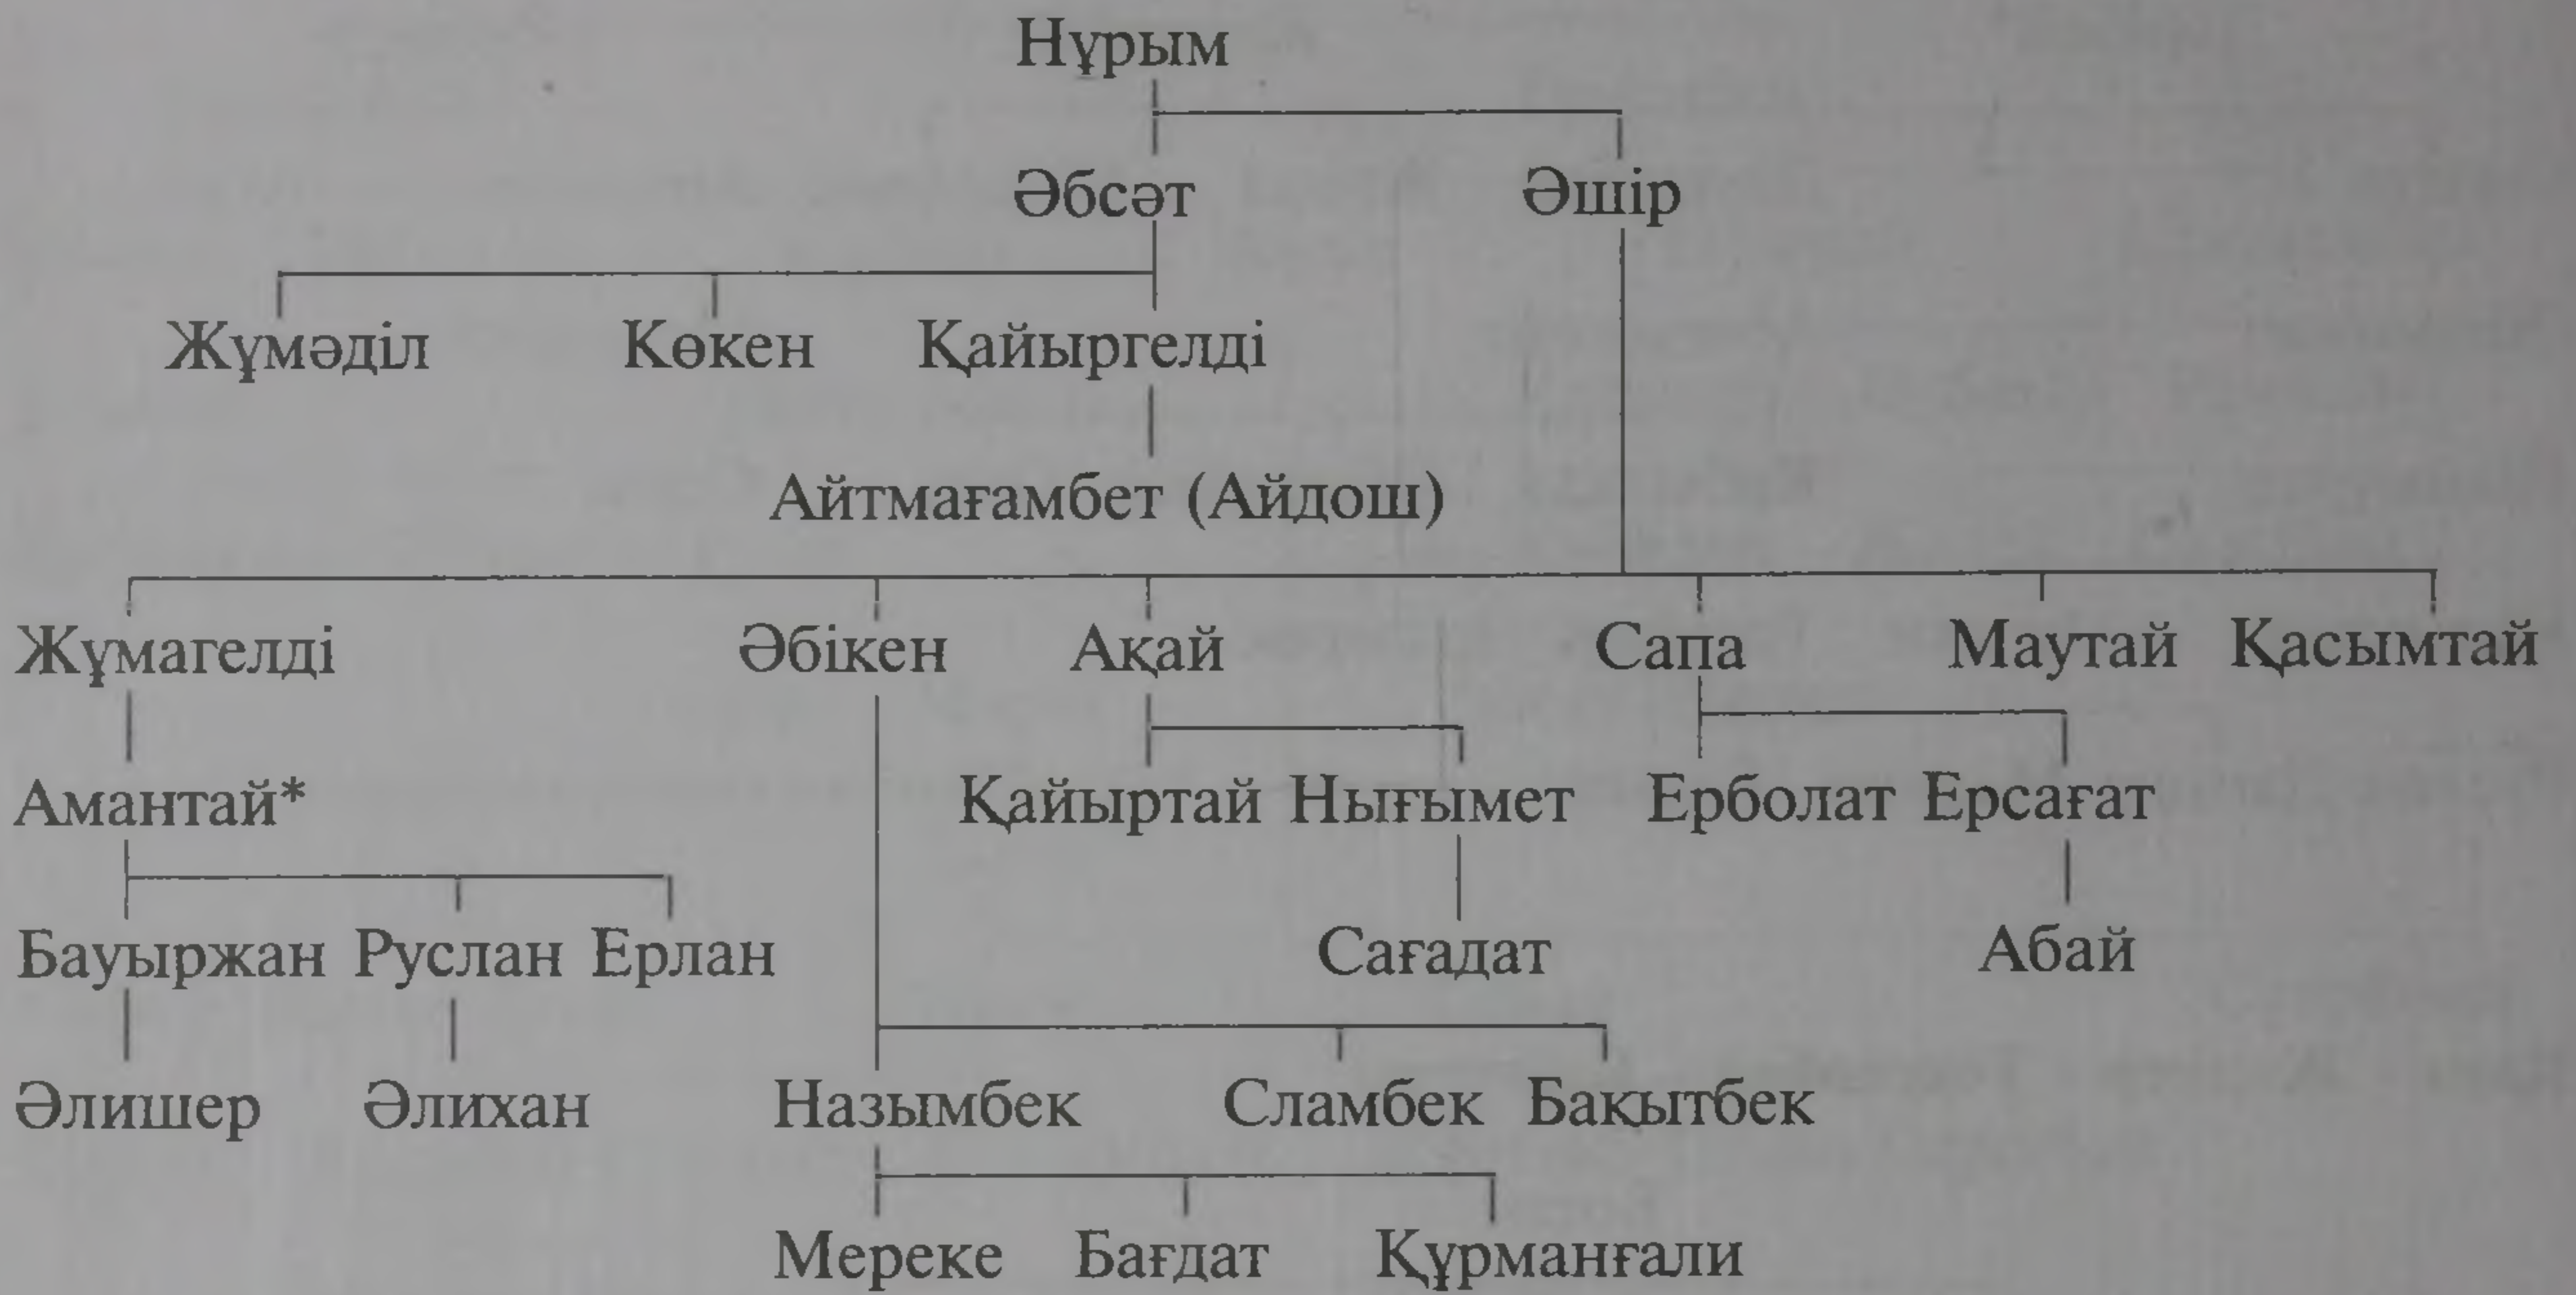 Нұрым
Әбсәт Әшір
Жұмәділ Көкен Қайыргелді
Айтмағамбет (Айдош)
Жұмагелді Әбікен Ақай Сапа Маутай Қасымтай
Амантай* Қайыртай Нығымет Ерболат Ерсағат
Бауыржан Руслан Ерлан Сағадат Абай
Әлишер Әлихан Назымбек Сламбек Бақытбек
Мереке Бағдат Құрманғали